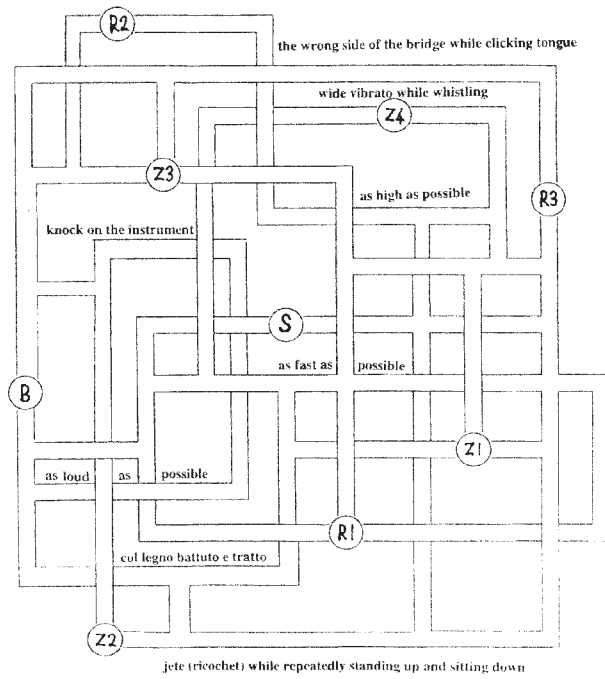 R2
the wrong side of the bridge while clicking tongue
wide vibrato while whistling
Z4
Z3
as high as possible
R3
knock on the instrument
S
as fast as possible
B
Z1
as loud as possible
R1
col legno battuto e tratto
Z2
jete (ricochet) while repeatedly standing up and sitting down